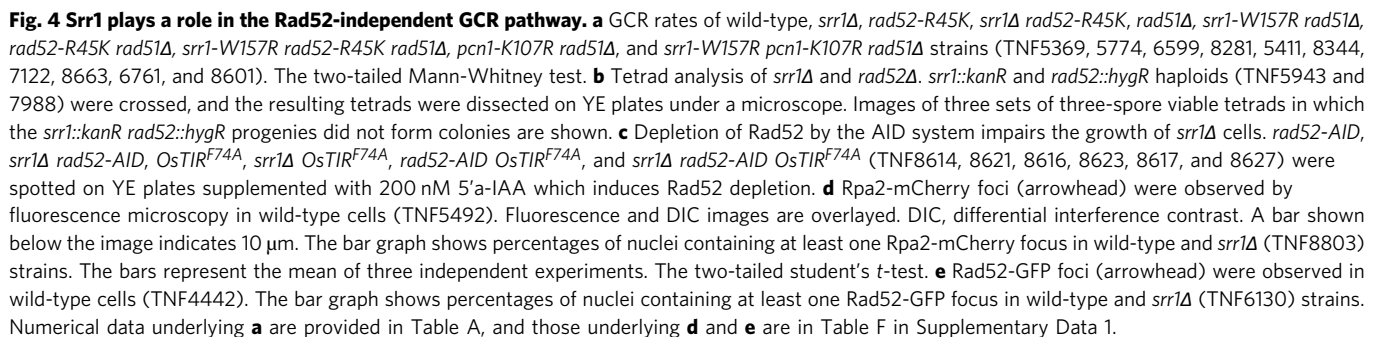 Fig. 4 Srr1 plays a role in the Rad52-independent GCR pathway. a GCR rates of wild-type, srr1Δ, rad52-R45K, srr1Δ rad52-R45K, rad51Δ, srr1-W157R rad51Δ,
rad52-R45K rad51Δ, srr1-W157R rad52-R45K rad51Δ, pcn1-K107R rad51Δ, and srr1-W157R pcn1-K107R rad51Δ strains (TNF5369, 5774, 6599, 8281, 5411, 8344,
7122, 8663, 6761, and 8601). The two-tailed Mann-Whitney test. b Tetrad analysis of srr1Δ and rad52Δ. srr1::kanR and rad52::hygR haploids (TNF5943 and
7988) were crossed, and the resulting tetrads were dissected on YE plates under a microscope. Images of three sets of three-spore viable tetrads in which
the srr1::kanR rad52::hygR progenies did not form colonies are shown. c Depletion of Rad52 by the AID system impairs the growth of srr1Δ cells. rad52-AID,
srr1Δ rad52-AID, OsTIRF74A, srr1Δ OsTIRF74A, rad52-AID OsTIRF74A, and srr1Δ rad52-AID OsTIRF74A (TNF8614, 8621, 8616, 8623, 8617, and 8627) were
spotted on YE plates supplemented with 200 nM 5'a-IAA which induces Rad52 depletion. d Rpa2-mCherry foci (arrowhead) were observed by
fluorescence microscopy in wild-type cells (TNF5492). Fluorescence and DIC images are overlayed. DIC, differential interference contrast. A bar shown
below the image indicates 10 μm. The bar graph shows percentages of nuclei containing at least one Rpa2-mCherry focus in wild-type and srr1Δ (TNF8803)
strains. The bars represent the mean of three independent experiments. The two-tailed student's t-test. e Rad52-GFP foci (arrowhead) were observed in
wild-type cells (TNF4442). The bar graph shows percentages of nuclei containing at least one Rad52-GFP focus in wild-type and srr1Δ (TNF6130) strains.
Numerical data underlying a are provided in Table A, and those underlying d and e are in Table F in Supplementary Data 1.